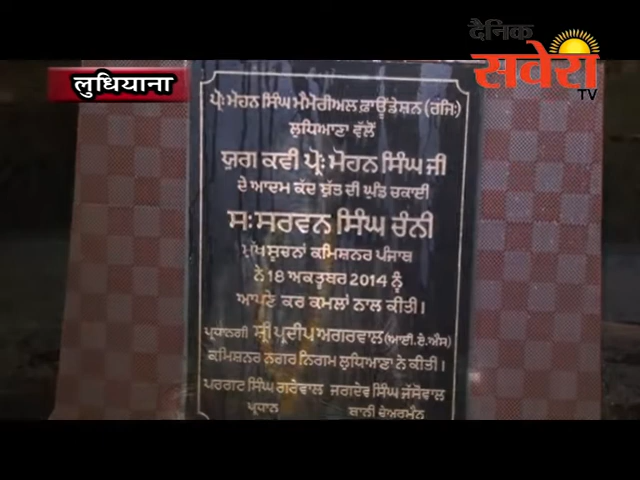 दैनिक
सवेरा
TV
ਲੁਧਿਆਣਾ
ਪ੍ਰੋ: ਮੋਹਨ ਸਿੰਘ ਮੈਮੋਰੀਅਲ ਫ਼ਾਊਂਡੇਸ਼ਨ (ਰਜਿ:)
ਲੁਧਿਆਣਾ ਵੱਲੋਂ
ਯੁਗ ਕਵੀ ਪ੍ਰੋ: ਮੋਹਨ ਸਿੰਘ ਜੀ
ਦੇ ਆਦਮ ਕੱਦ ਬੁੱਤ ਦੀ ਘੁੰਡ ਚੁਕਾਈ
ਸ: ਸਰਵਨ ਸਿੰਘ ਚੰਨੀ
ਮੁੱਖ ਸੂਚਨਾਂ ਕਮਿਸ਼ਨਰ ਪੰਜਾਬ
ਨੇ 18 ਅਕਤੂਬਰ 2014 ਨੂੰ
ਆਪਣੇ ਕਰ ਕਮਲਾਂ ਨਾਲ ਕੀਤੀ।
ਪ੍ਰਧਾਨਗੀ ਸ੍ਰੀ ਪ੍ਰਦੀਪ ਅਗਰਵਾਲ (ਆਈ.ਏ.ਐਸ)
ਕਮਿਸ਼ਨਰ ਨਗਰ ਨਿਗਮ ਲੁਧਿਆਣਾ ਨੇ ਕੀਤੀ।
ਪਰਗਟ ਸਿੰਘ ਗਰੇਵਾਲ ਜਗਦੇਵ ਸਿੰਘ ਜੱਸੋਵਾਲ
ਪ੍ਰਧਾਨ ਬਾਨੀ ਚੇਅਰਮੈਨ